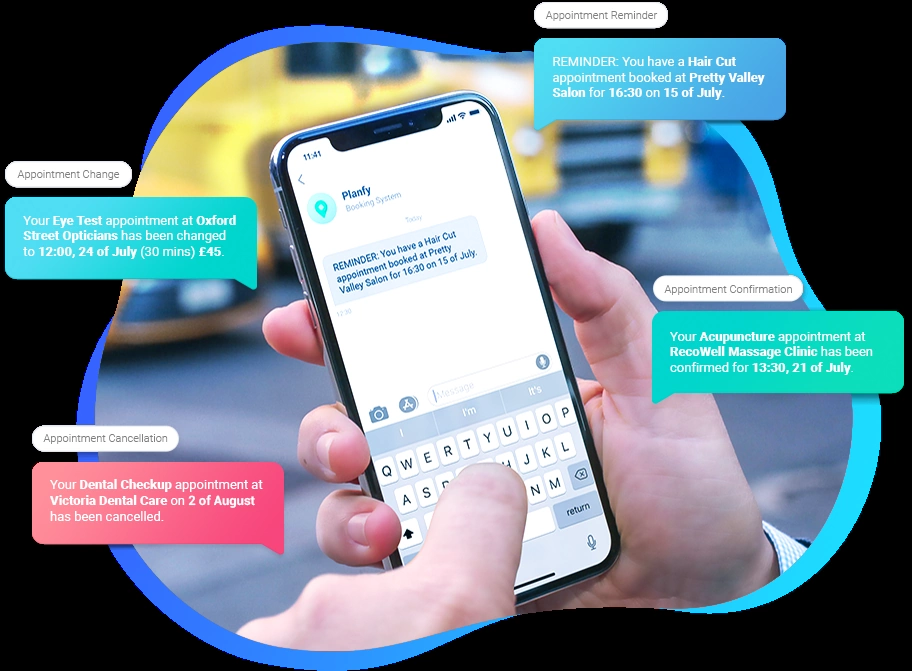 Appointment Reminder
REMINDER: You have a Hair Cut
appointment booked at Pretty Valley
Salon for 16:30 on 15 of July.
Appointment Change
Your Eye Test appointment at Oxford
Street Opticians has been changed
to 12:00, 24 of July (30 mins) £45.
11:41
Planfy
Booking System
Today
REMINDER: You have a Hair Cut
appointment booked at Pretty
Valley Salon for 16:30 on 15 of July.
12:30
Appointment Confirmation
Your Acupuncture appointment at
RecoWell Massage Clinic has been
confirmed for 13:30, 21 of July.
Appointment Cancellation
Your Dental Checkup appointment at
Victoria Dental Care on 2 of August
has been cancelled.
iMessage
I I'm It's
Q W E R T Y U I O P
A S D H J K L
N M
return